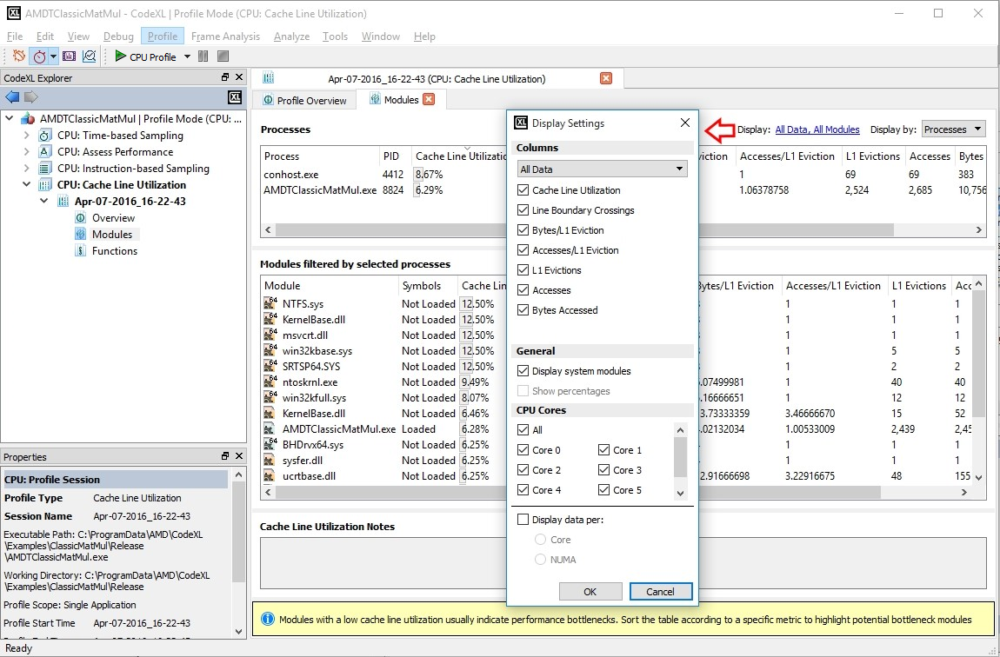 AMDTClassicMatMul - CodeXL | Profile Mode (CPU: Cache Line Utilization)
File Edit View Debug Profile Frame Analysis Analyze Tools Window Help
CPU Profile
CodeXL Explorer
AMDTClassicMatMul | Profile Mode (CPU: ...
CPU: Time-based Sampling
CPU: Assess Performance
CPU: Instruction-based Sampling
CPU: Cache Line Utilization
Apr-07-2016_16-22-43
Overview
Modules
Functions
Properties
CPU: Profile Session
Profile Type Cache Line Utilization
Session Name Apr-07-2016_16-22-43
Executable Path: C:\ProgramData\AMD\CodeXL
\Examples\ClassicMatMul\Release
\AMDTClassicMatMul.exe
Working Directory: C:\ProgramData\AMD\CodeXL
\Examples\ClassicMatMul\Release
Profile Scope: Single Application
Profile Start Time Apr-07-2016_16-22-43
Apr-07-2016_16-22-43 (CPU: Cache Line Utilization)
Profile Overview Modules
Processes
Display: All Data, All Modules Display by: Processes
Process PID Cache Line Utilizatio viction Accesses/L1 Eviction L1 Evictions Accesses Bytes
conhost.exe 4412 8.67% 1 69 69 383
AMDTClassicMatMul.exe 8824 6.29% 1.06378758 2,524 2,685 10,756
Modules filtered by selected processes
Module Symbols Cache Lin Bytes/L1 Eviction Accesses/L1 Eviction L1 Evictions Acc
NTFS.sys Not Loaded 12.50% 1 1 1
KernelBase.dll Not Loaded 12.50% 1 1 1
msvcrt.dll Not Loaded 12.50% 1 1 1
win32kbase.sys Not Loaded 12.50% 1 5 5
SRTSP64.SYS Not Loaded 12.50% 1 2 2
ntoskrnl.exe Not Loaded 9.49% .07499981 1 40 40
win32kfull.sys Not Loaded 8.07% .16666651 1 12 12
KernelBase.dll Not Loaded 6.46% .73333359 3.46666670 15 52
AMDTClassicMatMul.exe Loaded 6.28% .02132034 1.00533009 2,439 2,45
BHDrvx64.sys Not Loaded 6.25% 1 1 1
sysfer.dll Not Loaded 6.25% 1 1 1
ucrtbase.dll Not Loaded 6.25% 2.91666698 3.22916675 48 155
Cache Line Utilization Notes
Display Settings
Columns
All Data
Cache Line Utilization
Line Boundary Crossings
Bytes/L1 Eviction
Accesses/L1 Eviction
L1 Evictions
Accesses
Bytes Accessed
General
Display system modules
Show percentages
CPU Cores
All
Core 0 Core 1
Core 2 Core 3
Core 4 Core 5
Display data per:
Core
NUMA
OK Cancel
Modules with a low cache line utilization usually indicate performance bottlenecks. Sort the table according to a specific metric to highlight potential bottleneck modules
Ready